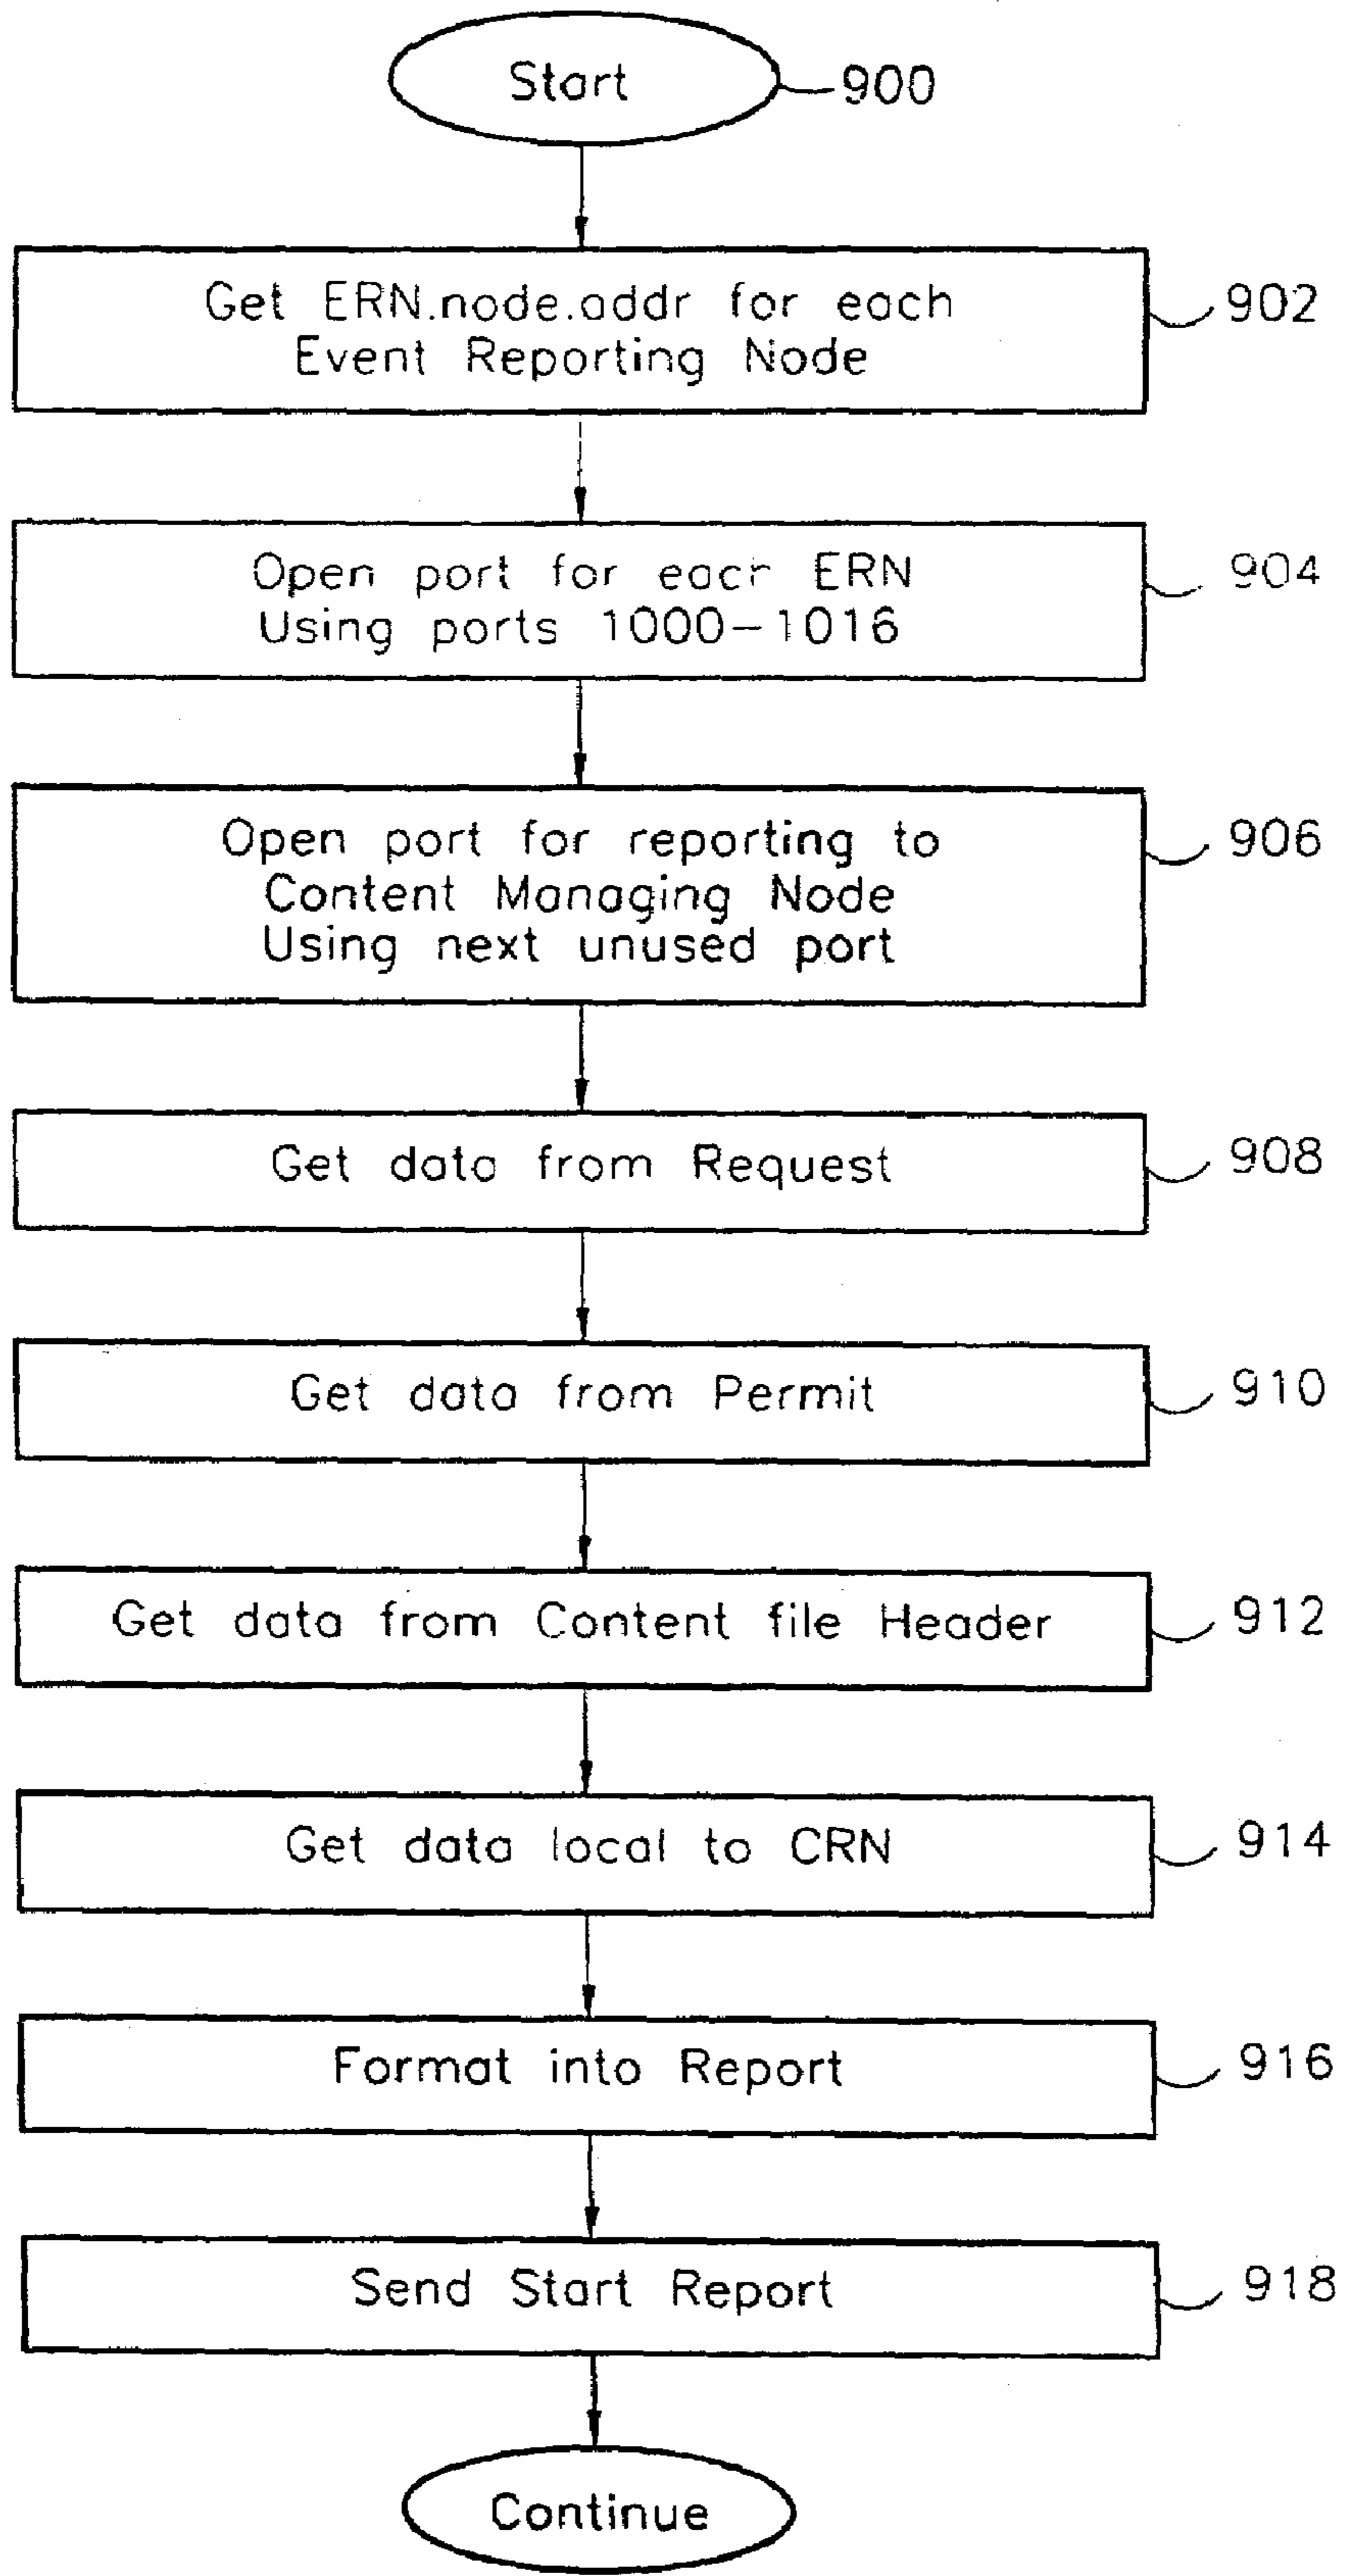 Start
900
Get ERN.node.addr for each
Event Reporting Node
902
Open port for each ERN
Using ports 1000-1016
904
Open port for reporting to
Content Managing Node
Using next unused port
906
Get data from Request
908
Get data from Permit
910
Get data from Content file Header
912
Get data local to CRN
914
Format into Report
916
Send Start Report
918
Continue